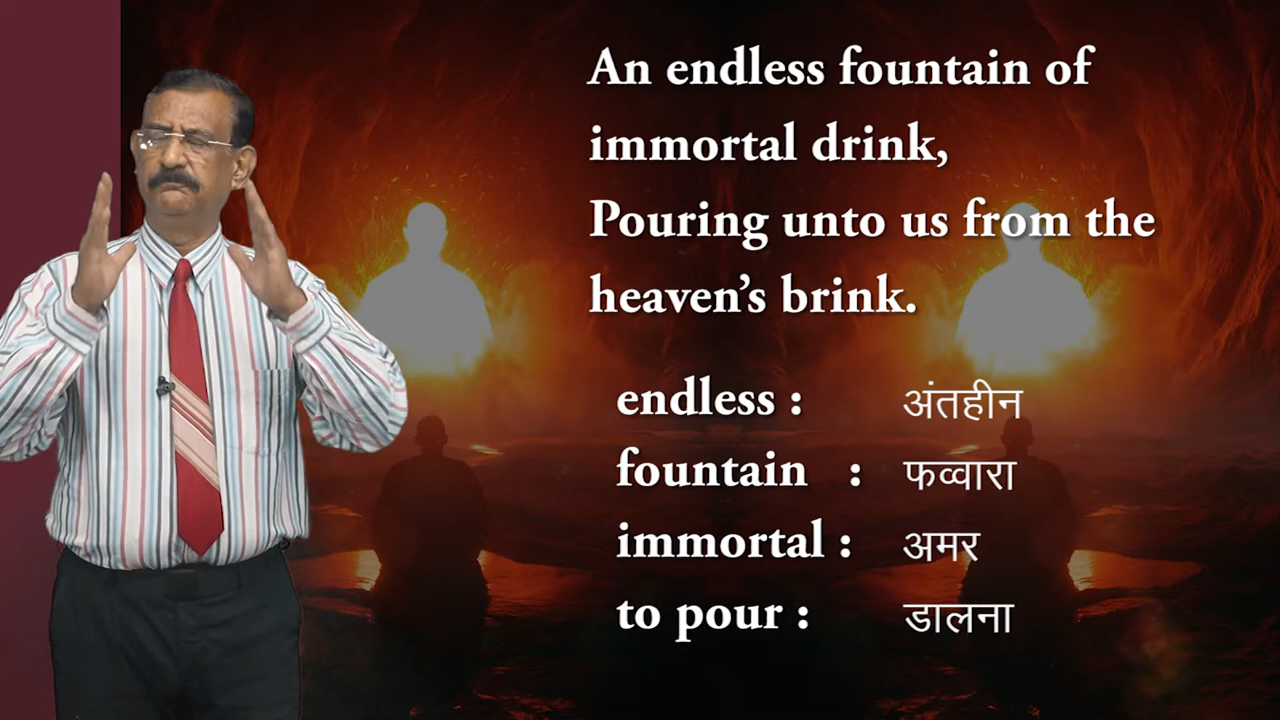 An endless fountain of
immortal drink,
Pouring unto us from the
heaven's brink.
endless : अंतहीन
fountain : फव्वारा
immortal : अमर
to pour : डालना